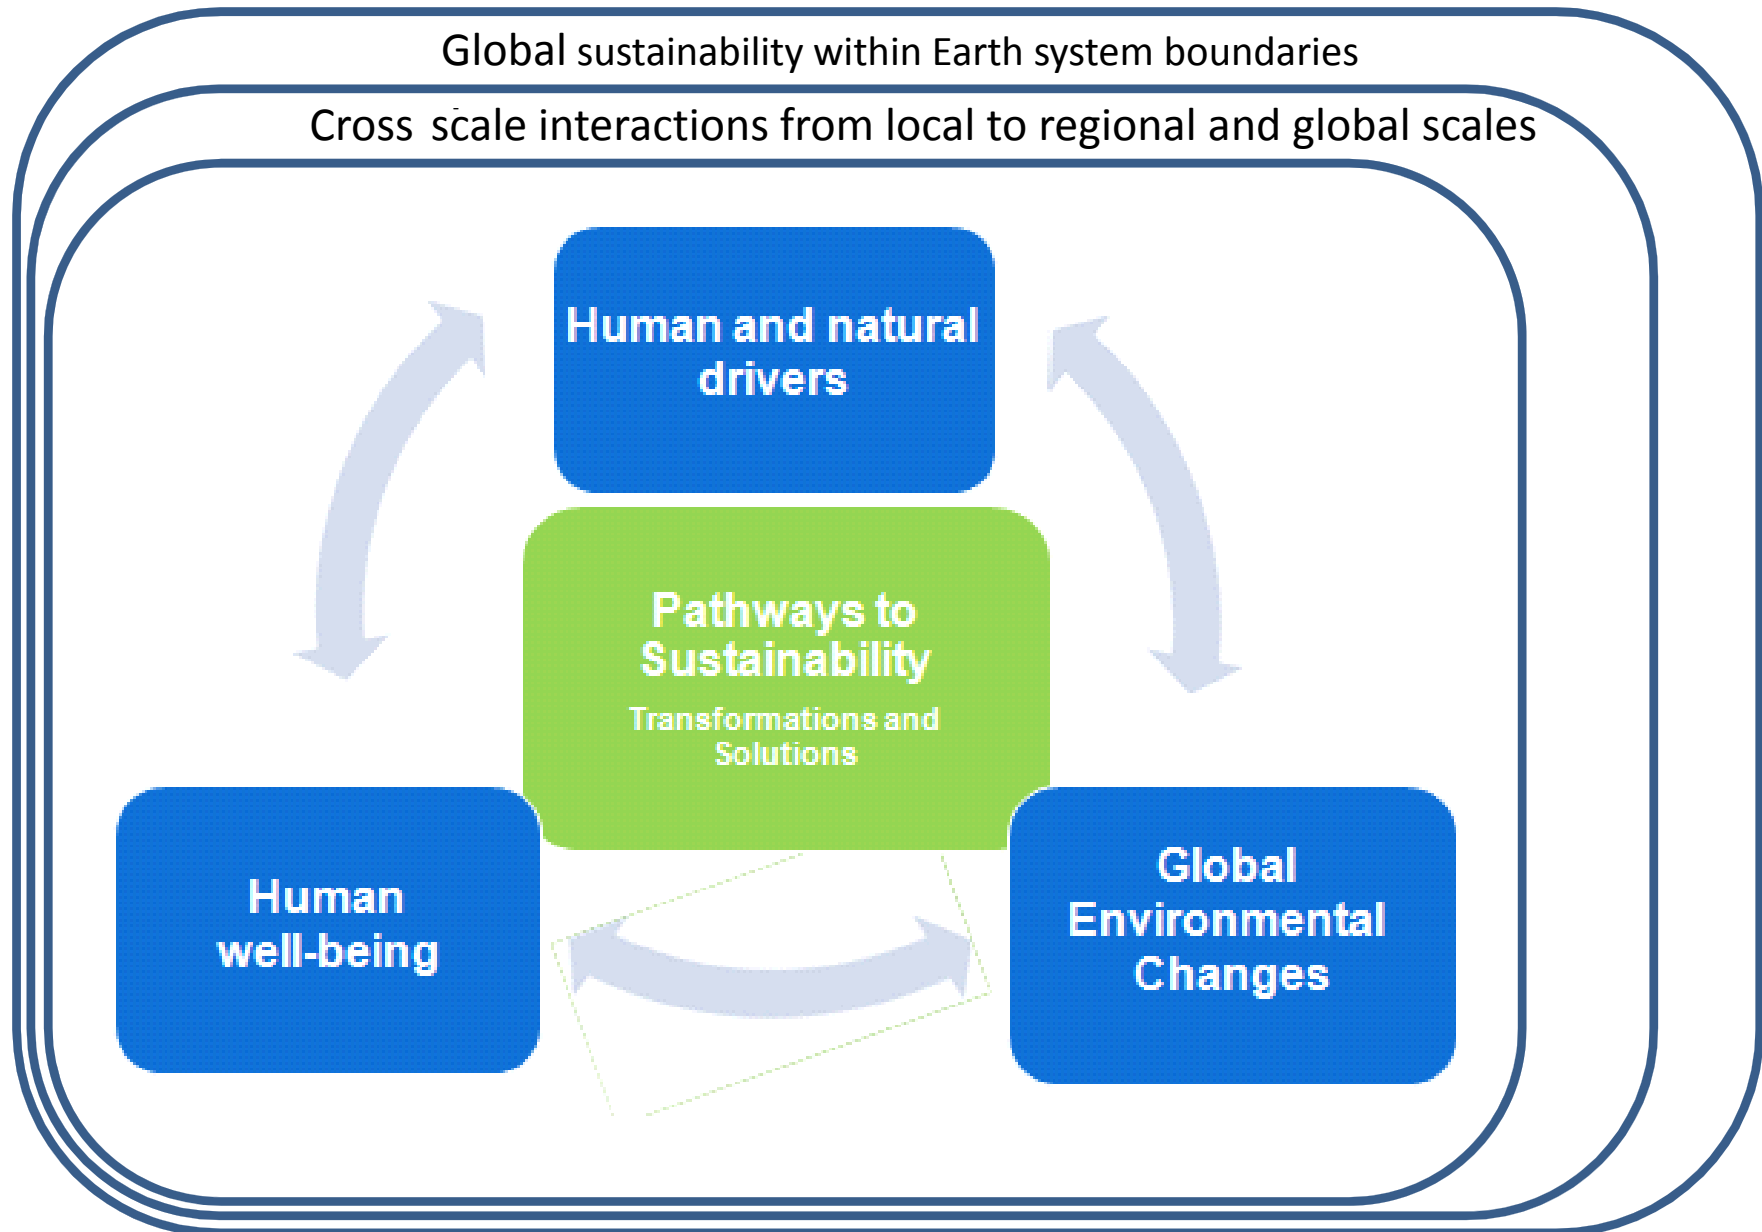 Global sustainability within Earth system boundaries
Cross scale interactions from local to regional and global scales
Human and natural
drivers
Pathways to
Sustainability
Transformations and
Solutions
Human
well-being
Global
Environmental
Changes